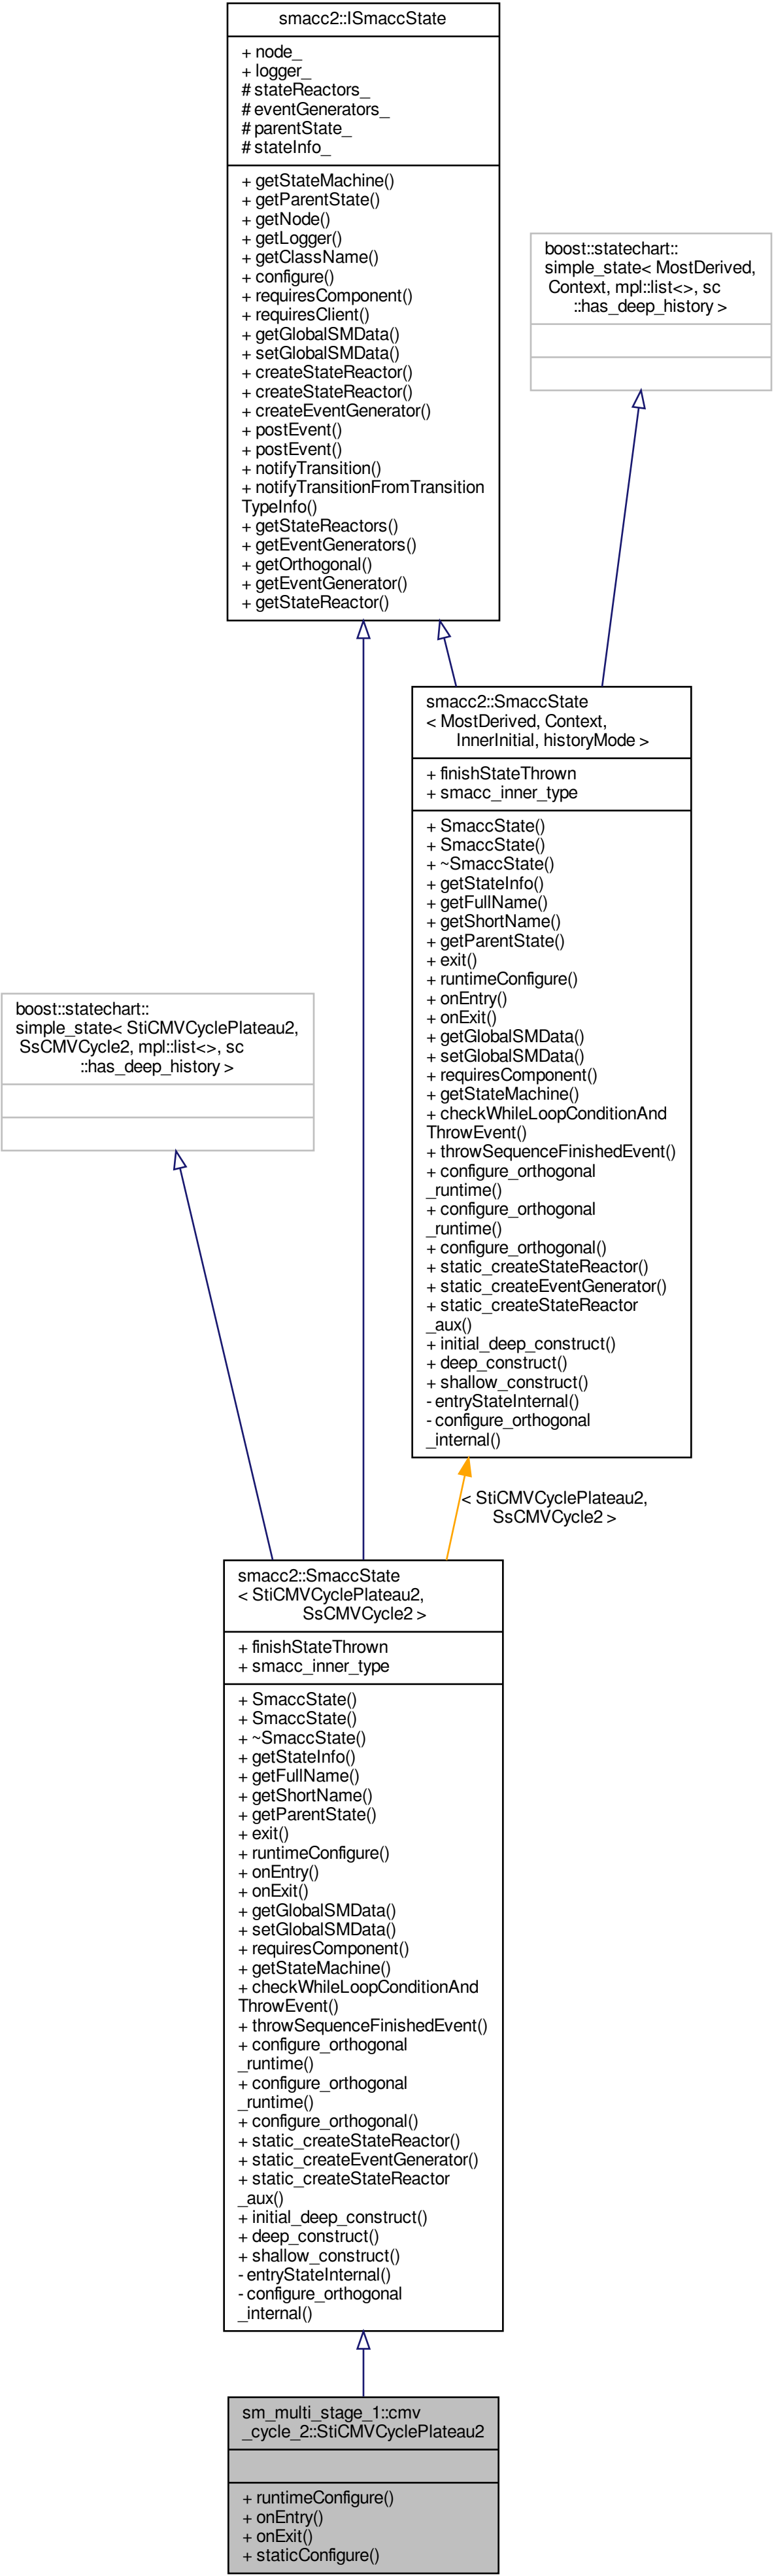 smacc2::ISmaccState
+ node_
+ logger_
# stateReactors_
# eventGenerators_
# parentState_
# stateInfo_
+ getStateMachine()
+ getParentState()
+ getNode()
+ getLogger()
+ getClassName()
+ configure()
+ requiresComponent()
+ requiresClient()
+ getGlobalSMData()
+ setGlobalSMData()
+ createStateReactor()
+ createStateReactor()
+ createEventGenerator()
+ postEvent()
+ postEvent()
+ notifyTransition()
+ notifyTransitionFromTransition
TypeInfo()
+ getStateReactors()
+ getEventGenerators()
+ getOrthogonal()
+ getEventGenerator()
+ getStateReactor()
boost::statechart::
simple_state< MostDerived,
Context, mpl::list<>, sc
::has_deep_history >
smacc2::SmaccState
< MostDerived, Context,
InnerInitial, historyMode >
+ finishStateThrown
+ smacc_inner_type
+ SmaccState()
+ SmaccState()
+ ~SmaccState()
+ getStateInfo()
+ getFullName()
+ getShortName()
+ getParentState()
+ exit()
+ runtimeConfigure()
+ onEntry()
+ onExit()
+ getGlobalSMData()
+ setGlobalSMData()
+ requiresComponent()
+ getStateMachine()
+ checkWhileLoopConditionAnd
ThrowEvent()
+ throwSequenceFinishedEvent()
+ configure_orthogonal
_runtime()
+ configure_orthogonal
_runtime()
+ configure_orthogonal()
+ static_createStateReactor()
+ static_createEventGenerator()
+ static_createStateReactor
_aux()
+ initial_deep_construct()
+ deep_construct()
+ shallow_construct()
- entryStateInternal()
- configure_orthogonal
_internal()
boost::statechart::
simple_state< StiCMVCyclePlateau2,
SsCMVCycle2, mpl::list<>, sc
::has_deep_history >
< StiCMVCyclePlateau2,
SsCMVCycle2 >
smacc2::SmaccState
< StiCMVCyclePlateau2,
SsCMVCycle2 >
+ finishStateThrown
+ smacc_inner_type
+ SmaccState()
+ SmaccState()
+ ~SmaccState()
+ getStateInfo()
+ getFullName()
+ getShortName()
+ getParentState()
+ exit()
+ runtimeConfigure()
+ onEntry()
+ onExit()
+ getGlobalSMData()
+ setGlobalSMData()
+ requiresComponent()
+ getStateMachine()
+ checkWhileLoopConditionAnd
ThrowEvent()
+ throwSequenceFinishedEvent()
+ configure_orthogonal
_runtime()
+ configure_orthogonal
_runtime()
+ configure_orthogonal()
+ static_createStateReactor()
+ static_createEventGenerator()
+ static_createStateReactor
_aux()
+ initial_deep_construct()
+ deep_construct()
+ shallow_construct()
- entryStateInternal()
- configure_orthogonal
_internal()
sm_multi_stage_1::cmv
_cycle_2::StiCMVCyclePlateau2
+ runtimeConfigure()
+ onEntry()
+ onExit()
+ staticConfigure()